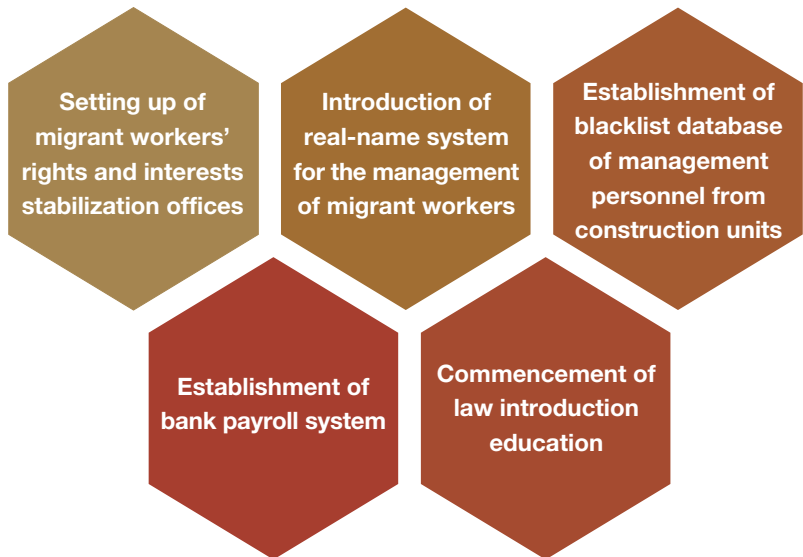 Setting up of
migrant workers’
rights and interests
stabilization offices
Introduction of
real-name system
for the management
of migrant workers
Establishment of
blacklist database
of management
personnel from
construction units
Establishment of
bank payroll system
Commencement of
law introduction
education